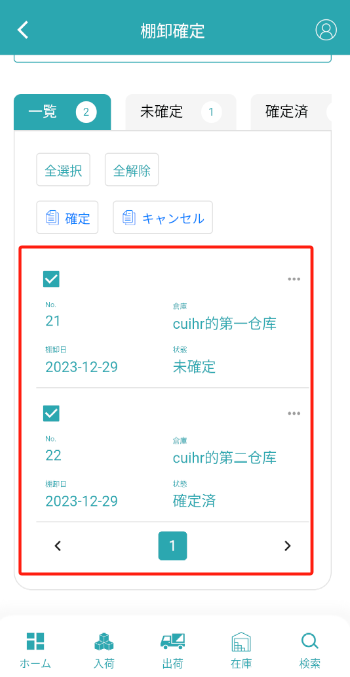 棚卸確定
一覧 2 未確定 1 確定済
全選択 全解除
確定 キャンセル
No. 倉庫
21 cuihr的第一仓库
棚卸日 状態
2023-12-29 未確定
No. 倉庫
22 cuihr的第二仓库
棚卸日 状態
2023-12-29 確定済
1
ホーム 入荷 出荷 在庫 検索